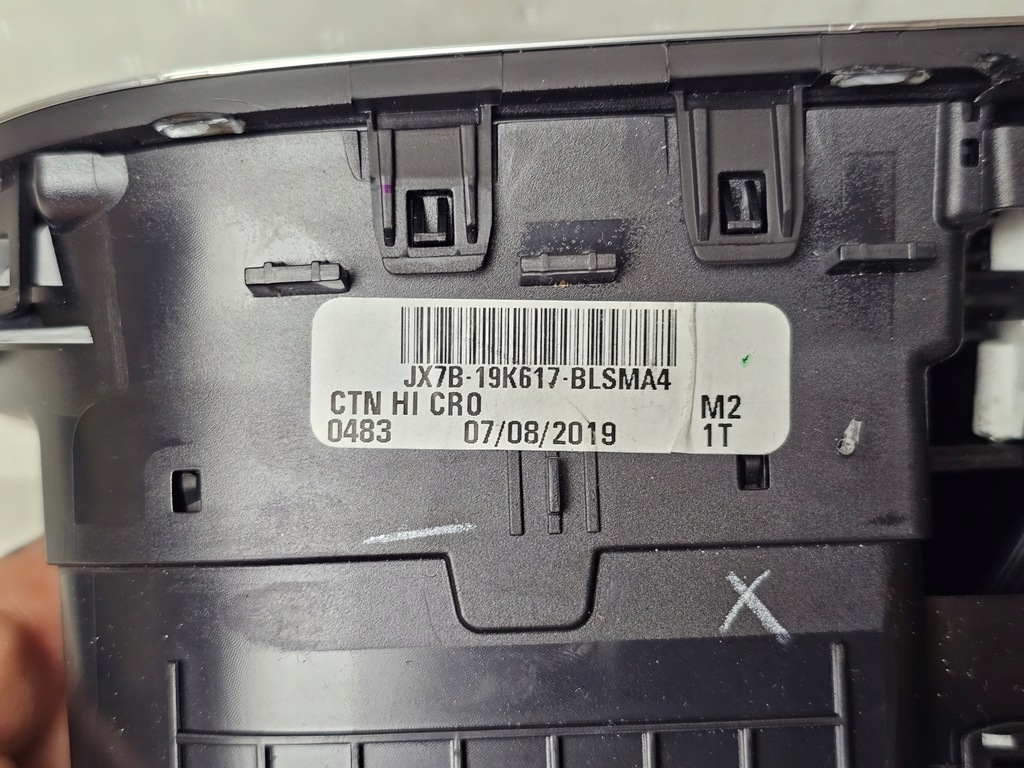 JX7B-19K617-BLSMA4
CTN HI CRO M2
0483 07/08/2019 1T
X